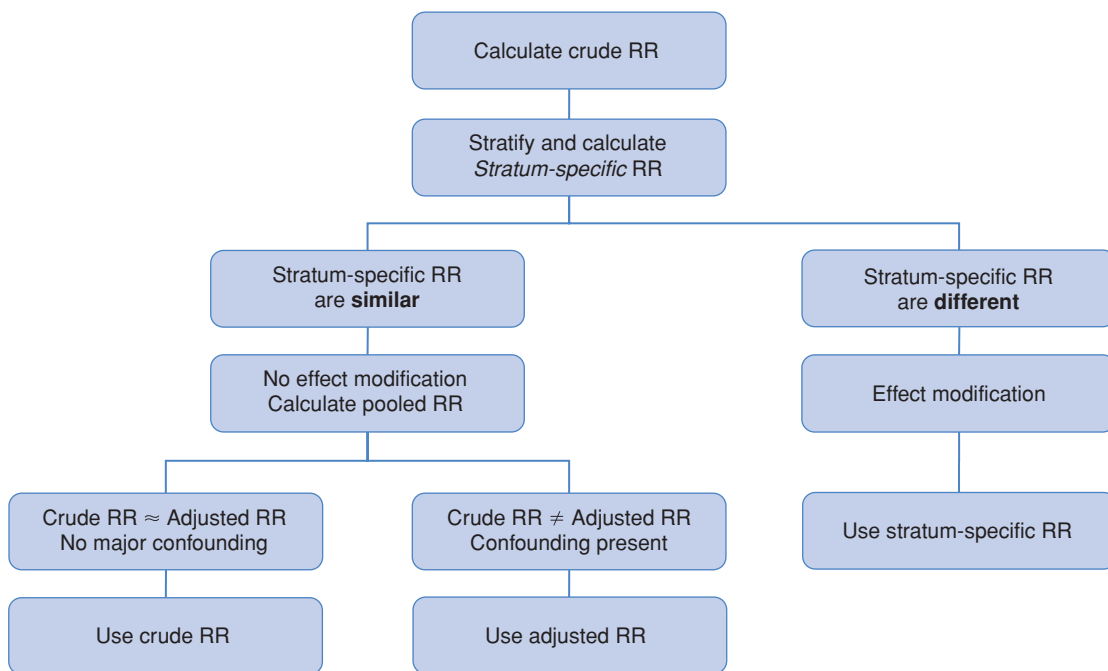 Calculate crude RR
Stratify and calculate
Stratum-specific RR
Stratum-specific RR
are similar
Stratum-specific RR
are different
No effect modification
Calculate pooled RR
Effect modification
Crude RR ≈ Adjusted RR
No major confounding
Crude RR ≠ Adjusted RR
Confounding present
Use stratum-specific RR
Use crude RR
Use adjusted RR